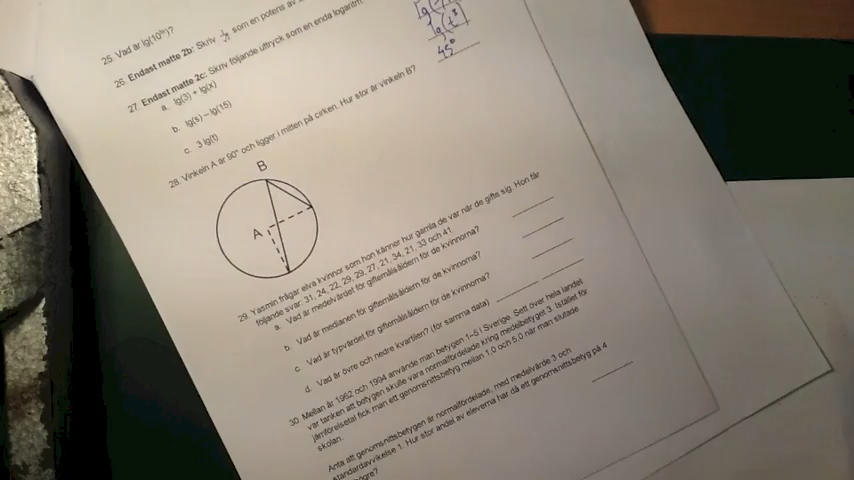 25. Vad är lg(10
26. Endast matte 2b: Skriv som en potens av
27. Endast matte 2c: Skriv följande uttryck som en enda logaritm
a. lg(3) + lg(x)
b. lg(s) – lg(15)
c. 3 lg(t)
lg(t³)
45°
28. Vinkeln A är 90° och ligger i mitten på cirkeln. Hur stor är vinkeln B?
B
A
29. Yasmin frågar elva kvinnor som hon känner hur gamla de var när de gifte sig. Hon får
följande svar: 31, 24, 22, 29, 29, 27, 21, 34, 21, 33 och 41.
a. Vad är medelvärdet för giftermålsåldern för de kvinnorna?
b. Vad är medianen för giftermålsåldern för de kvinnorna?
c. Vad är typvärdet för giftermålsåldern för de kvinnorna?
d. Vad är övre och nedre kvartilen? (för samma data)
30. Mellan år 1962 och 1994 använde man betygen 1–5 i Sverige. Sett över hela landet
var tanken att betygen skulle vara normalfördelade kring medelbetyget 3. Istället för
jämförelsetal fick man ett genomsnittsbetyg mellan 1,0 och 5,0 när man slutade
skolan.
Anta att genomsnittsbetygen är normalfördelade, med medelvärde 3 och
standardavvikelse 1. Hur stor andel av eleverna har då ett genomsnittsbetyg på 4
högre?